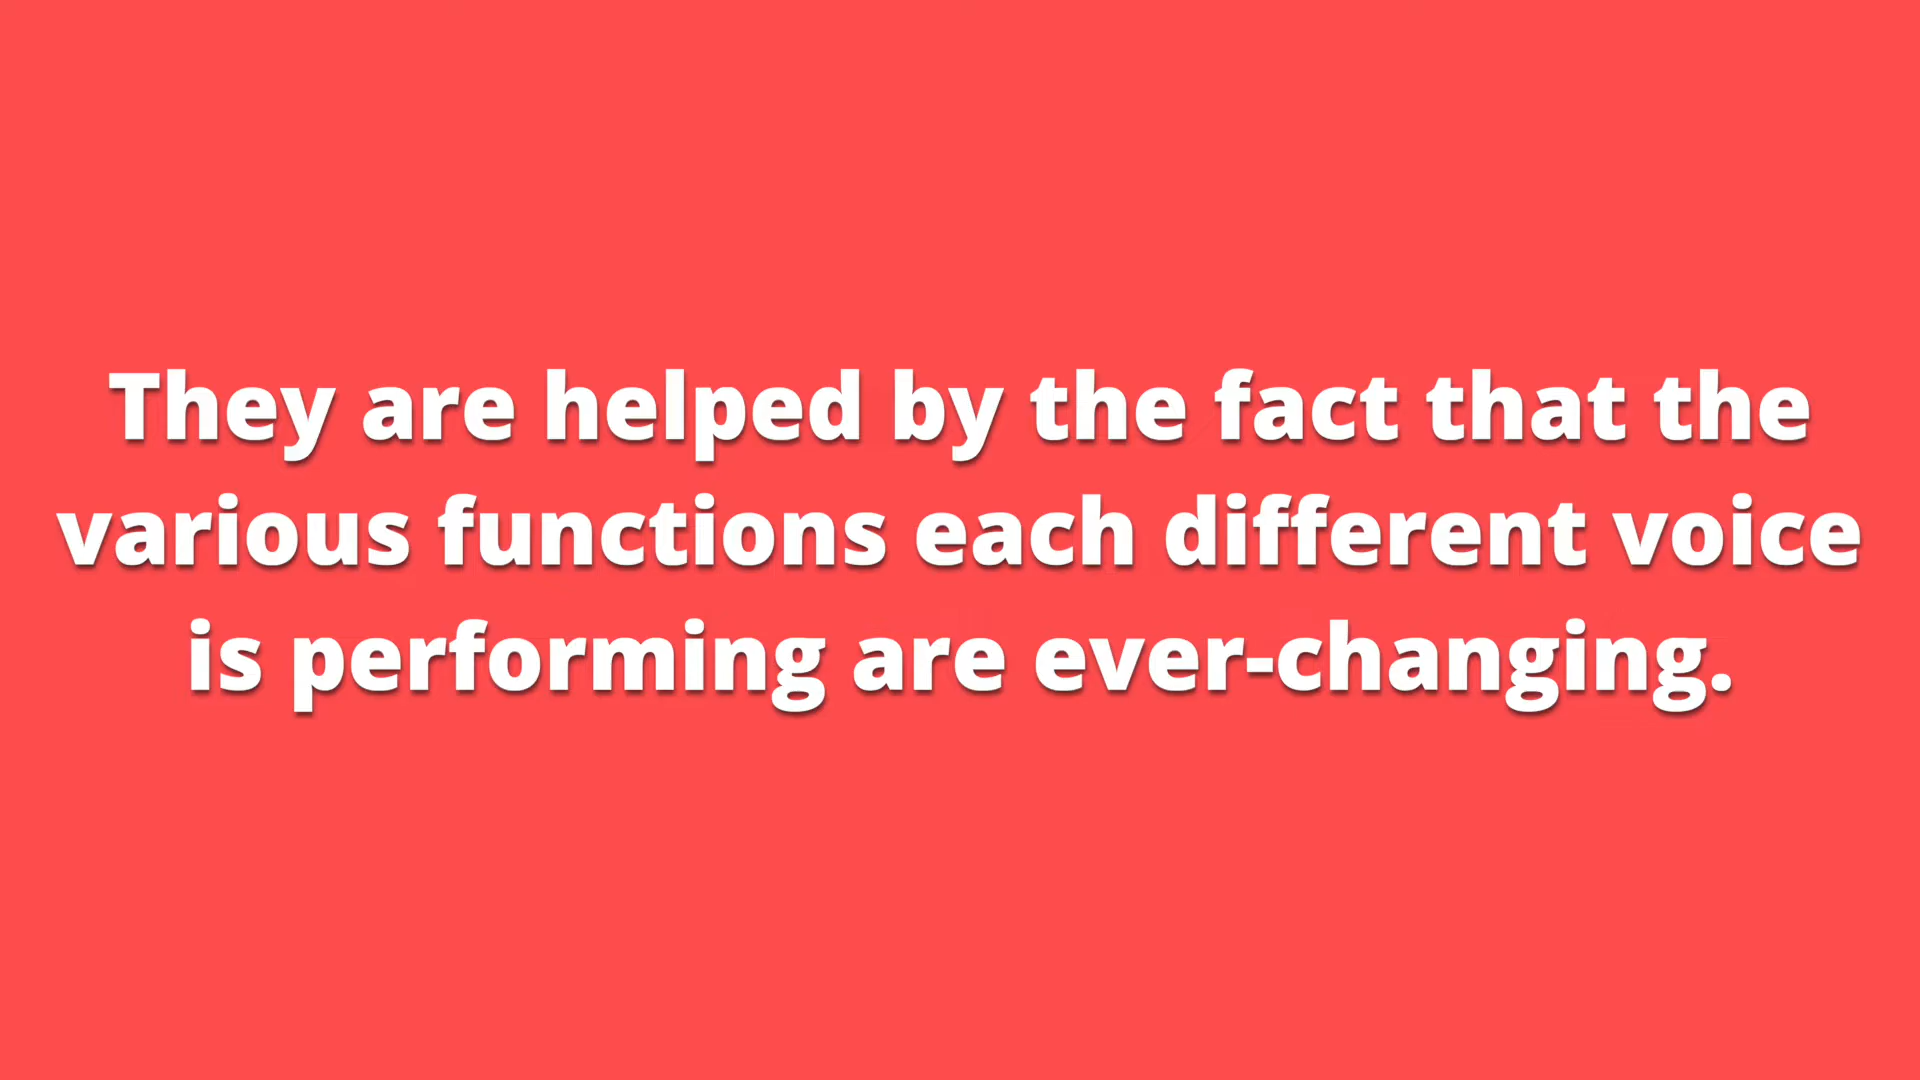 They are helped by the fact that the
various functions each different voice
is performing are ever-changing.